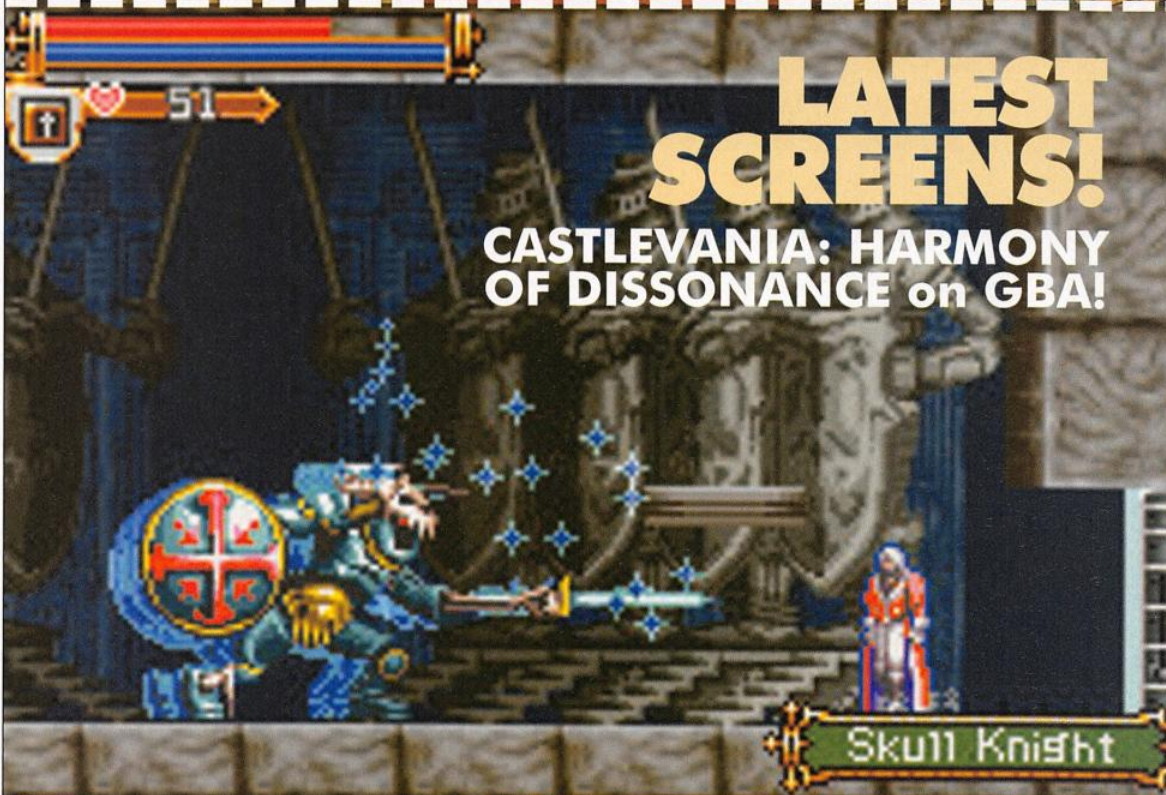 51
LATEST
SCREENS!
CASTLEVANIA: HARMONY
OF DISSONANCE on GBA!
Skull Knight